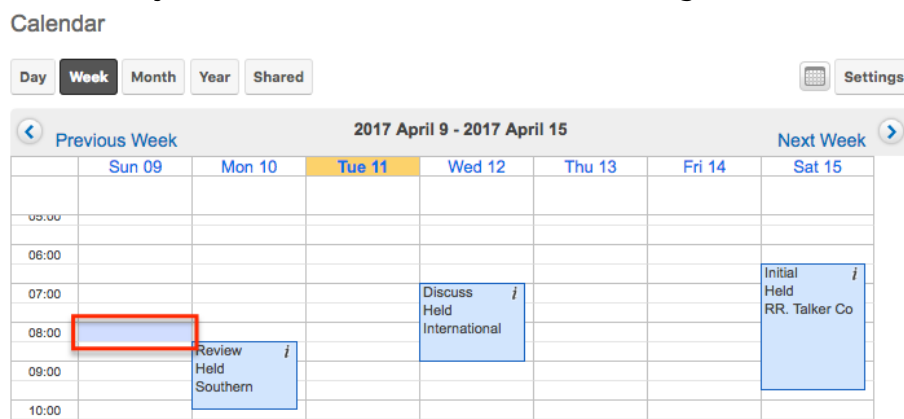 Calendar
Day Week Month Year Shared Settings
Previous Week 2017 April 9 - 2017 April 15 Next Week
Sun 09 Mon 10 Tue 11 Wed 12 Thu 13 Fri 14 Sat 15
05:00
06:00
Initial i
07:00 Discuss i Held
Held RR. Talker Co
08:00 International
Review i
09:00 Held
Southern
10:00